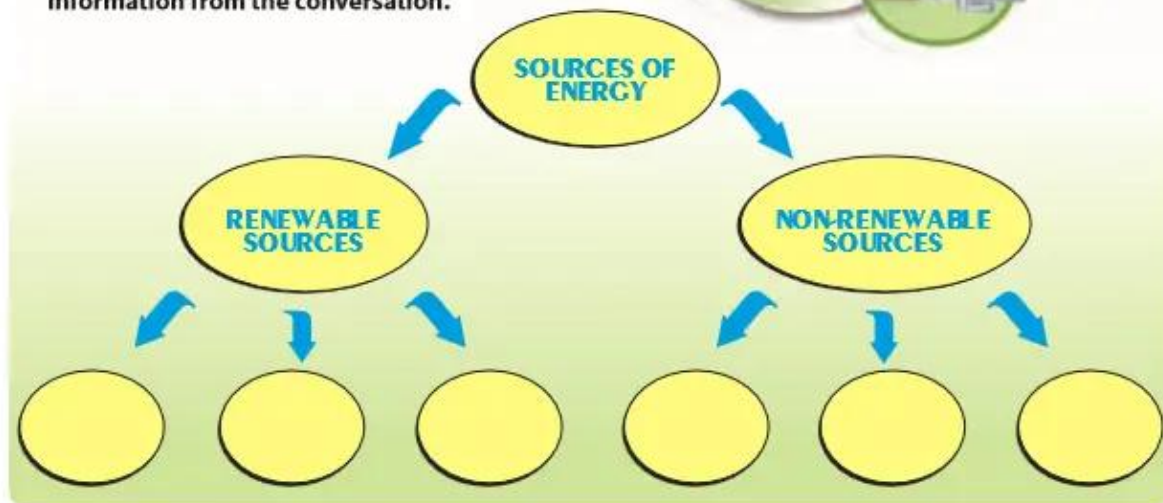 information from the conversation.
SOURCES OF
ENERGY
RENEWABLE
SOURCES
NON-RENEWABLE
SOURCES